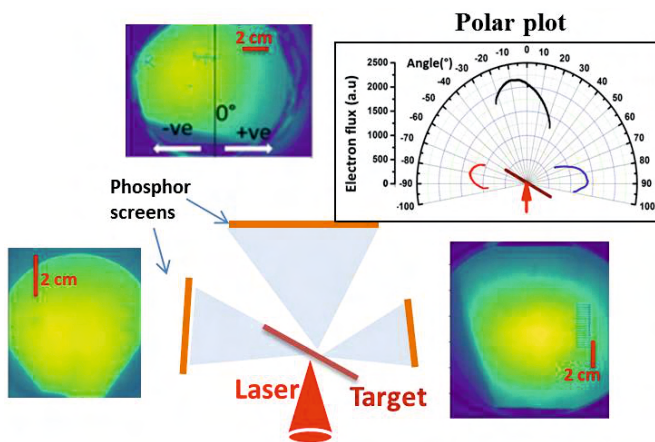 Polar plot
2 cm
0°
-ve
+ve
Electron flux (a.u)
2500
2000
1500
1000
500
0
Angle(°)
-100
-90
-80
-70
-60
-50
-40
-30
-20
-10
0
10
20
30
40
50
60
70
80
90
100
Phosphor
screens
2 cm
Laser
Target
2 cm